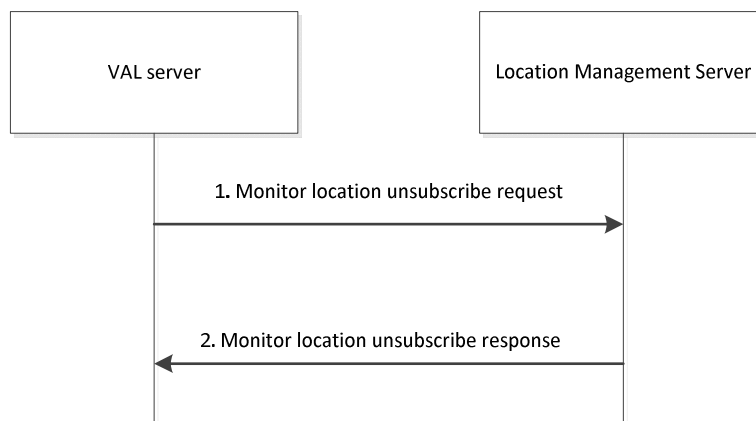 VAL server
Location Management Server
1. Monitor location unsubscribe request
2. Monitor location unsubscribe response